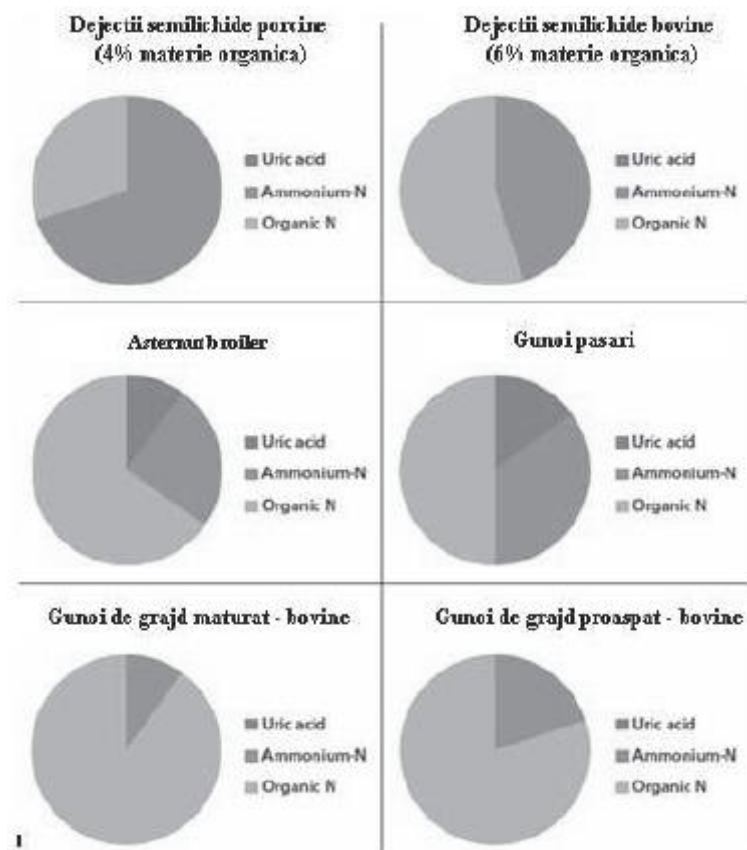 Dejectii semilichide porcine
(4% materie organica)
Uric acid
Ammonium-N
Organic N
Dejectii semilichide bovine
(6% materie organica)
Uric acid
Ammonium-N
Organic N
Asternut broiler
Uric acid
Ammonium-N
Organic N
Gunoi pasari
Uric acid
Ammonium-N
Organic N
Gunoi de grajd maturat - bovine
Uric acid
Ammonium-N
Organic N
Gunoi de grajd proaspat - bovine
Uric acid
Ammonium-N
Organic N